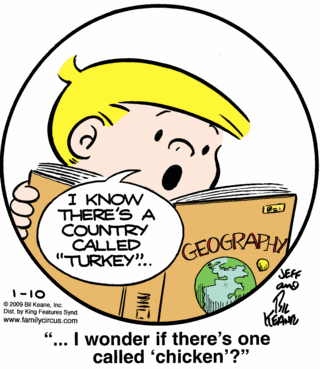 I KNOW
THERE'S A
COUNTRY
CALLED
"TURKEY"...
GEOGRAPHY
1-10
© 2009 Bil Keane, Inc.
Dist. by King Features Synd.
www.familycircus.com
JEFF
and
BIL
KEANE
"... I wonder if there's one
called 'chicken'?"